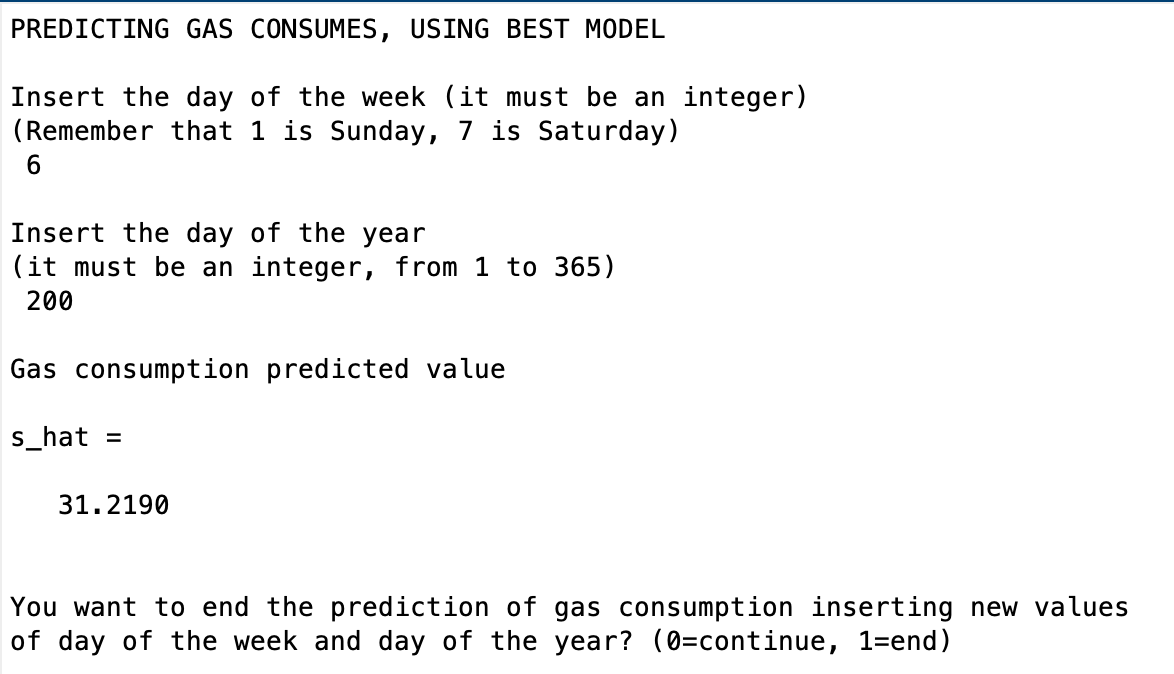 PREDICTING GAS CONSUMES, USING BEST MODEL
Insert the day of the week (it must be an integer)
(Remember that 1 is Sunday, 7 is Saturday)
6
Insert the day of the year
(it must be an integer, from 1 to 365)
200
Gas consumption predicted value
s_hat =
31.2190
You want to end the prediction of gas consumption inserting new values
of day of the week and day of the year? (0=continue, 1=end)